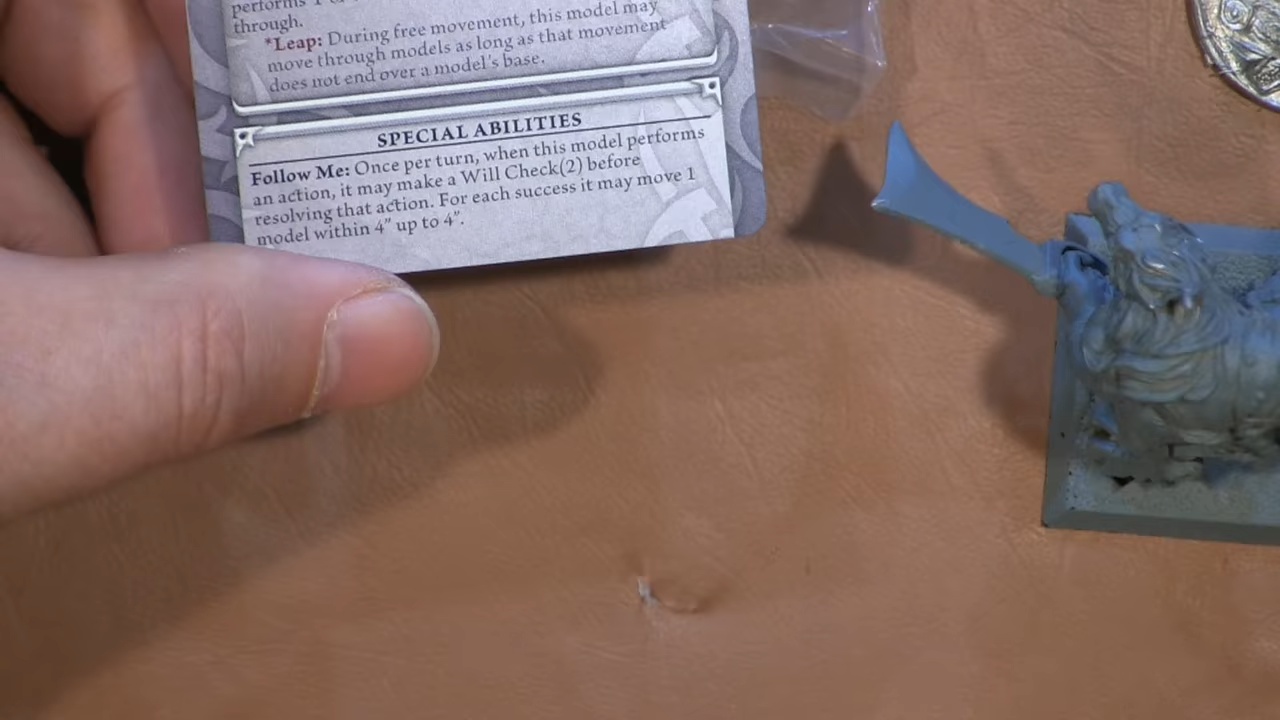 performs 1
through.
*Leap: During free movement, this model may
move through models as long as that movement
does not end over a model's base.
SPECIAL ABILITIES
Follow Me: Once per turn, when this model performs
an action, it may make a Will Check(2) before
resolving that action. For each success it may move 1
model within 4" up to 4".